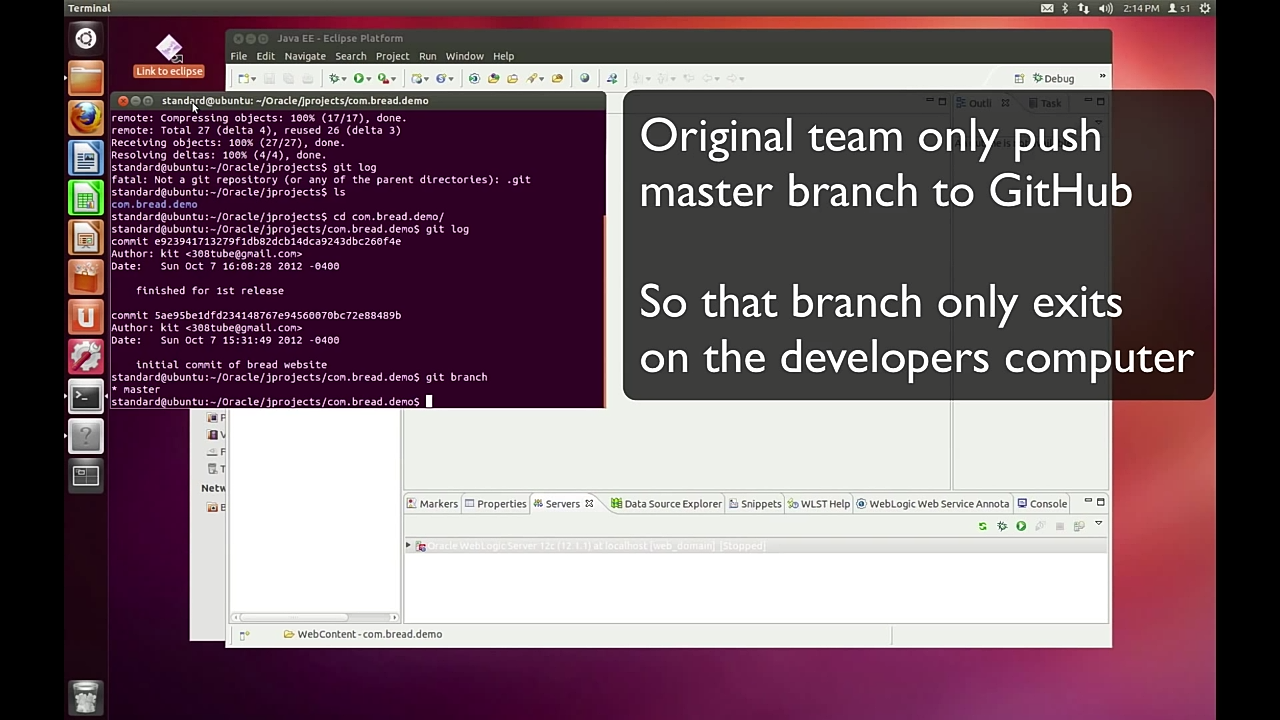 Terminal
2:14 PM
s1
Link to eclipse
Java EE - Eclipse Platform
File Edit Navigate Search Project Run Window Help
Debug
standard@ubuntu: ~/Oracle/jprojects/com.bread.demo
remote: Compressing objects: 100% (17/17), done.
remote: Total 27 (delta 4), reused 26 (delta 3)
Receiving objects: 100% (27/27), done.
Resolving deltas: 100% (4/4), done.
standard@ubuntu:~/Oracle/jprojects$ git log
fatal: Not a git repository (or any of the parent directories): .git
standard@ubuntu:~/Oracle/jprojects$ ls
com.bread.demo
standard@ubuntu:~/Oracle/jprojects$ cd com.bread.demo/
standard@ubuntu:~/Oracle/jprojects/com.bread.demo$ git log
commit e923941713279f1db82dcb14dca9243dbc260f4e
Author: kit <308tube@gmail.com>
Date: Sun Oct 7 16:08:28 2012 -0400
finished for 1st release
commit 5ae95be1dfd234148767e94560070bc72e88489b
Author: kit <308tube@gmail.com>
Date: Sun Oct 7 15:31:49 2012 -0400
initial commit of bread website
standard@ubuntu:~/Oracle/jprojects/com.bread.demo$ git branch
* master
standard@ubuntu:~/Oracle/jprojects/com.bread.demo$
Outli
Task
Original team only push
master branch to GitHub
So that branch only exits
on the developers computer
Netw
Markers Properties Servers Data Source Explorer Snippets WLST Help WebLogic Web Service Annota Console
Oracle WebLogic Server 12c (12.1.1) at localhost [web_domain] [Stopped]
WebContent - com.bread.demo